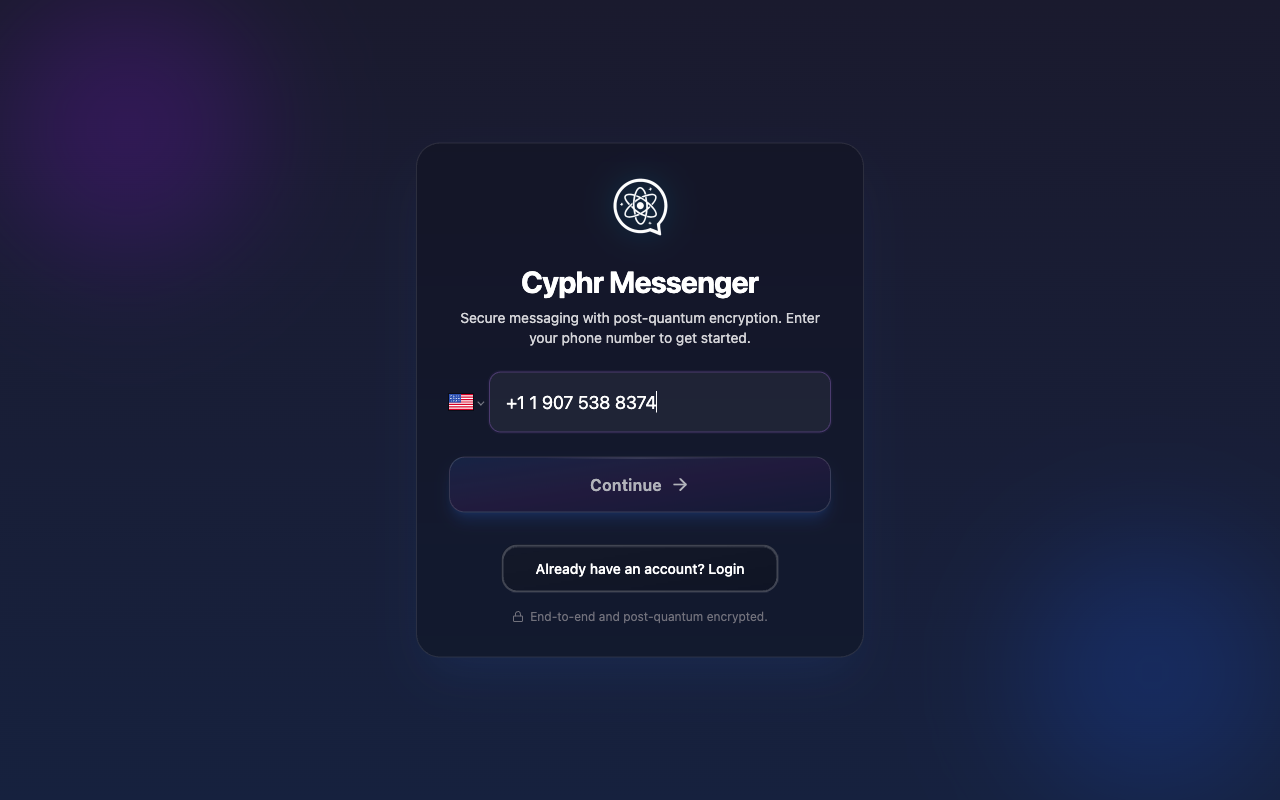 Cyphr Messenger
Secure messaging with post-quantum encryption. Enter
your phone number to get started.
+1 1 907 538 8374
Continue →
Already have an account? Login
End-to-end and post-quantum encrypted.